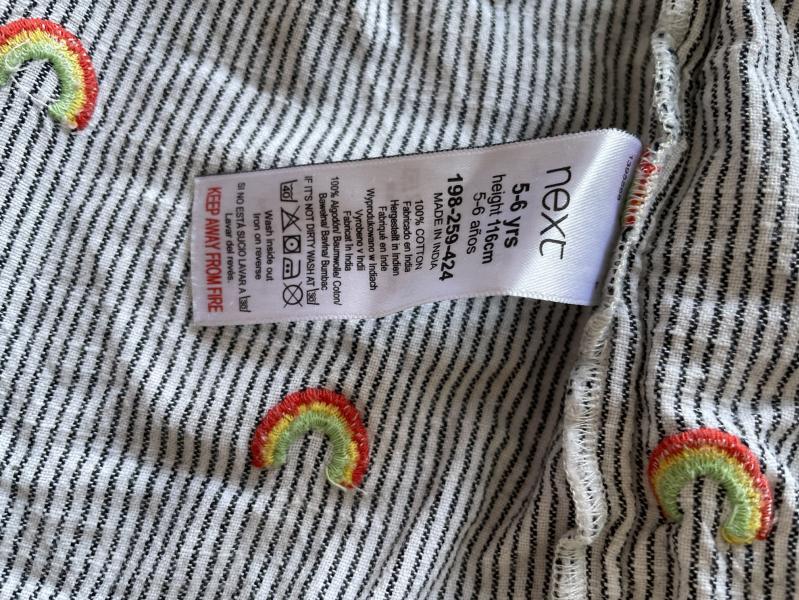 next
5-6 yrs
height 116cm
5-6 años
198-259-424
MADE IN INDIA
100% COTTON
Fabricado en India
Hergestellt in Indien
Fabriqué en Inde
Wyprodukowano w Indiach
Vyrobeno V Indii
Fabricat în India
100% Algodón/ Baumwolle/ Coton/
Bawełna/ Bavlna/ Bumbac
IF IT'S NOT DIRTY WASH AT 30
40
Wash inside out
Iron on reverse
SI NO ESTÁ SUCIO LAVAR A 30
Lavar del revés.
KEEP AWAY FROM FIRE